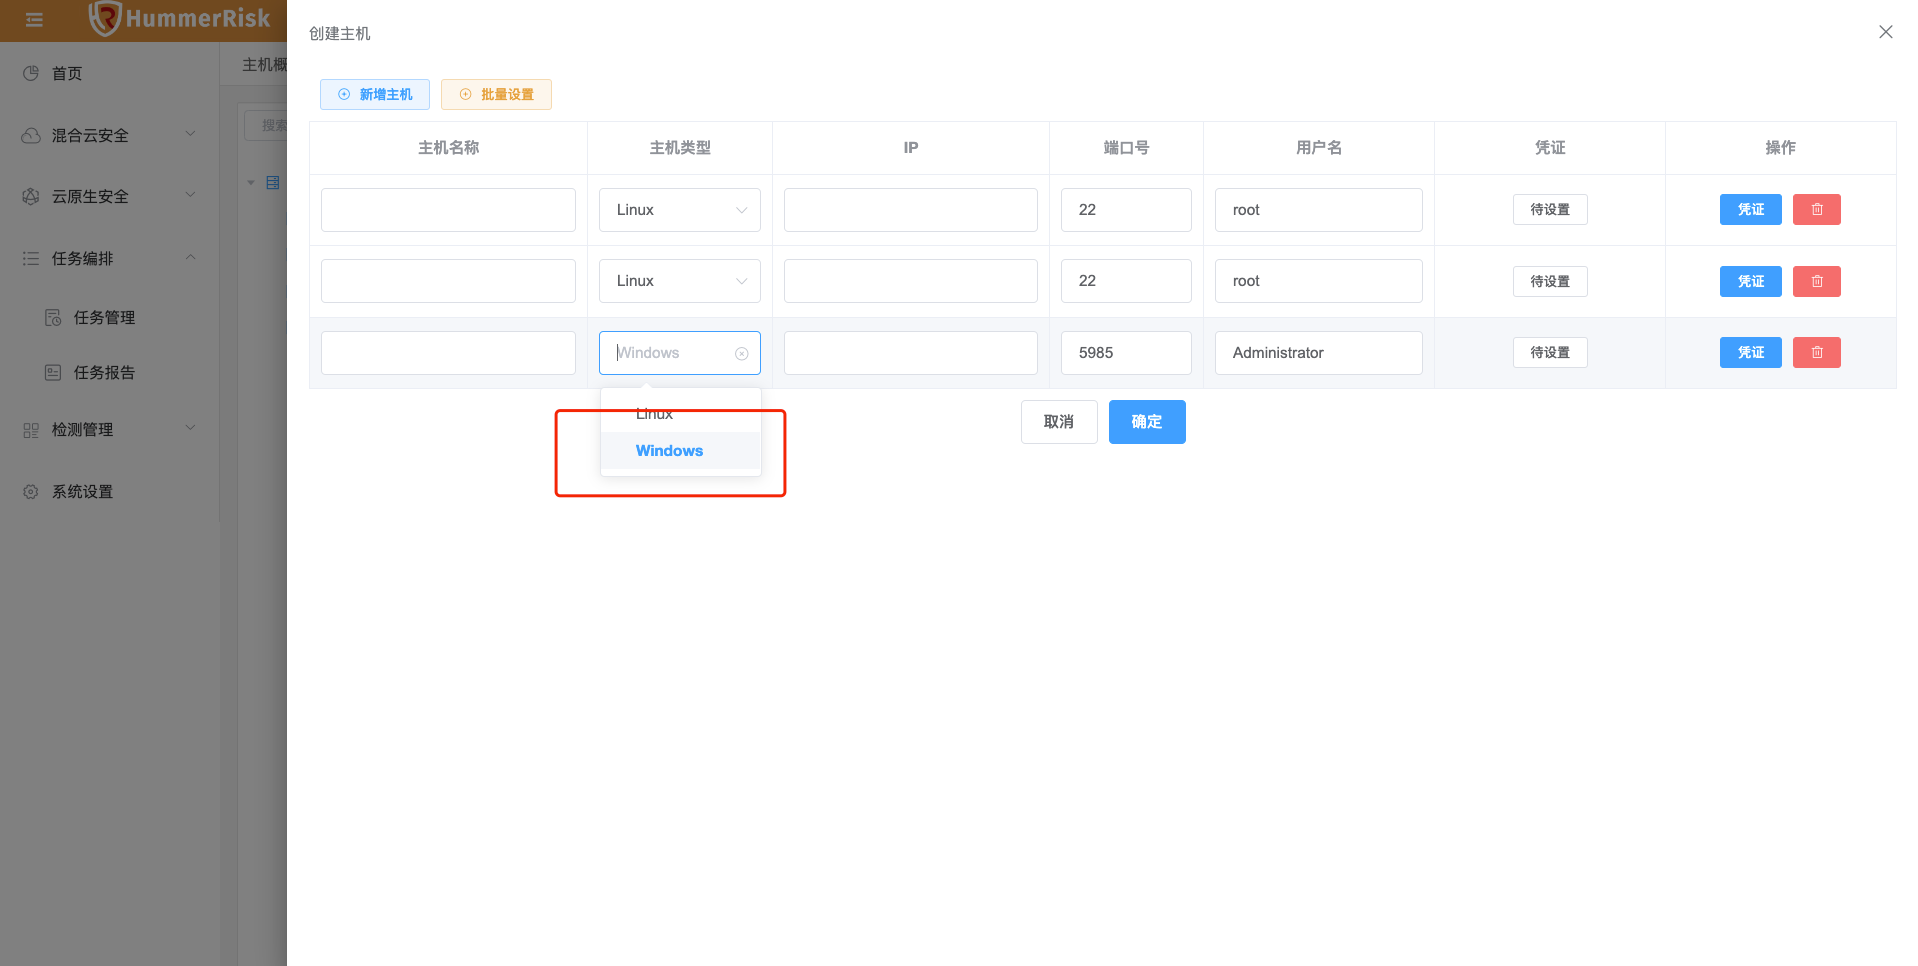 HummerRisk
创建主机
首页
主机概
新增主机
批量设置
搜索
主机名称 主机类型 IP 端口号 用户名 凭证 操作
混合云安全
云原生安全
Linux 22 root 待设置 凭证
任务编排
Linux 22 root 待设置 凭证
任务管理
Windows 5985 Administrator 待设置 凭证
任务报告
Linux
Windows
取消 确定
检测管理
系统设置